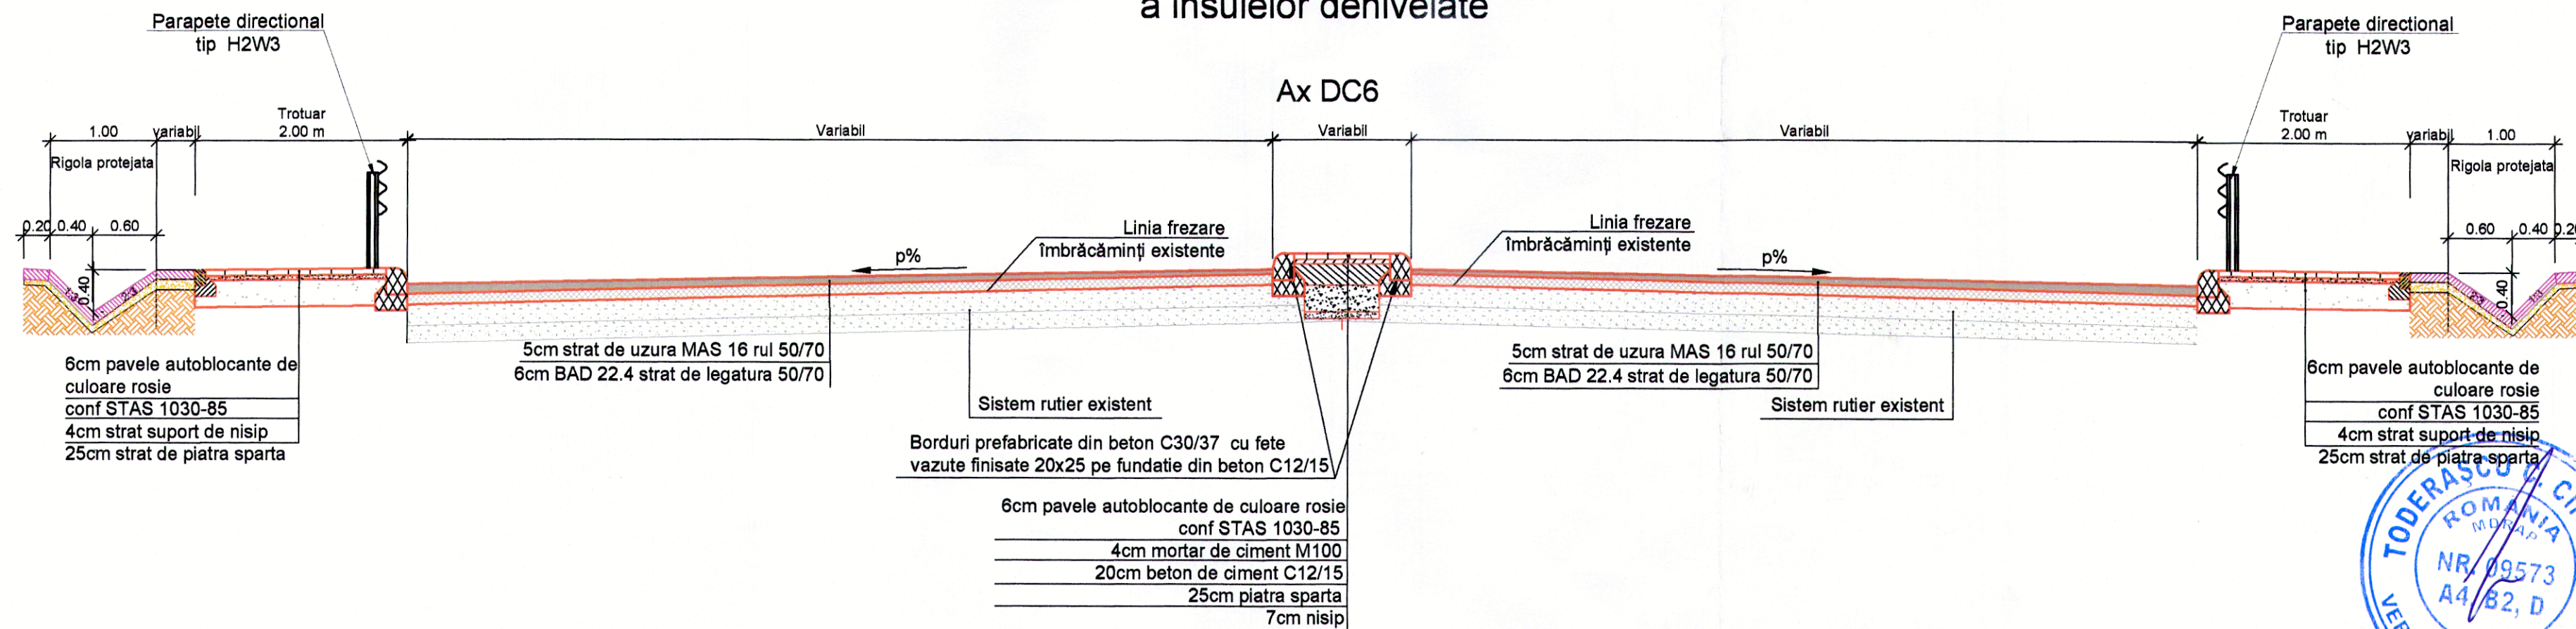 a insulelor denivelate
Parapete directional
tip H2W3
Parapete directional
tip H2W3
Ax DC6
1.00
variabil
Trotuar
2.00 m
Variabil
Variabil
Variabil
Trotuar
2.00 m
variabil
1.00
Rigola protejata
Rigola protejata
0.20
0.40
0.60
0.60
0.40
0.20
0.40
0.40
p%
Linia frezare
îmbrăcăminţi existente
Linia frezare
îmbrăcăminţi existente
p%
6cm pavele autoblocante de
culoare rosie
conf STAS 1030-85
4cm strat suport de nisip
25cm strat de piatra sparta
5cm strat de uzura MAS 16 rul 50/70
6cm BAD 22.4 strat de legatura 50/70
Sistem rutier existent
Borduri prefabricate din beton C30/37 cu fete
vazute finisate 20x25 pe fundatie din beton C12/15
6cm pavele autoblocante de culoare rosie
conf STAS 1030-85
4cm mortar de ciment M100
20cm beton de ciment C12/15
25cm piatra sparta
7cm nisip
5cm strat de uzura MAS 16 rul 50/70
6cm BAD 22.4 strat de legatura 50/70
Sistem rutier existent
6cm pavele autoblocante de
culoare rosie
conf STAS 1030-85
4cm strat suport de nisip
25cm strat de piatra sparta
TODERAŞCU C.
ROMANIA
MDRAP
NR. 09573
A4, B2, D